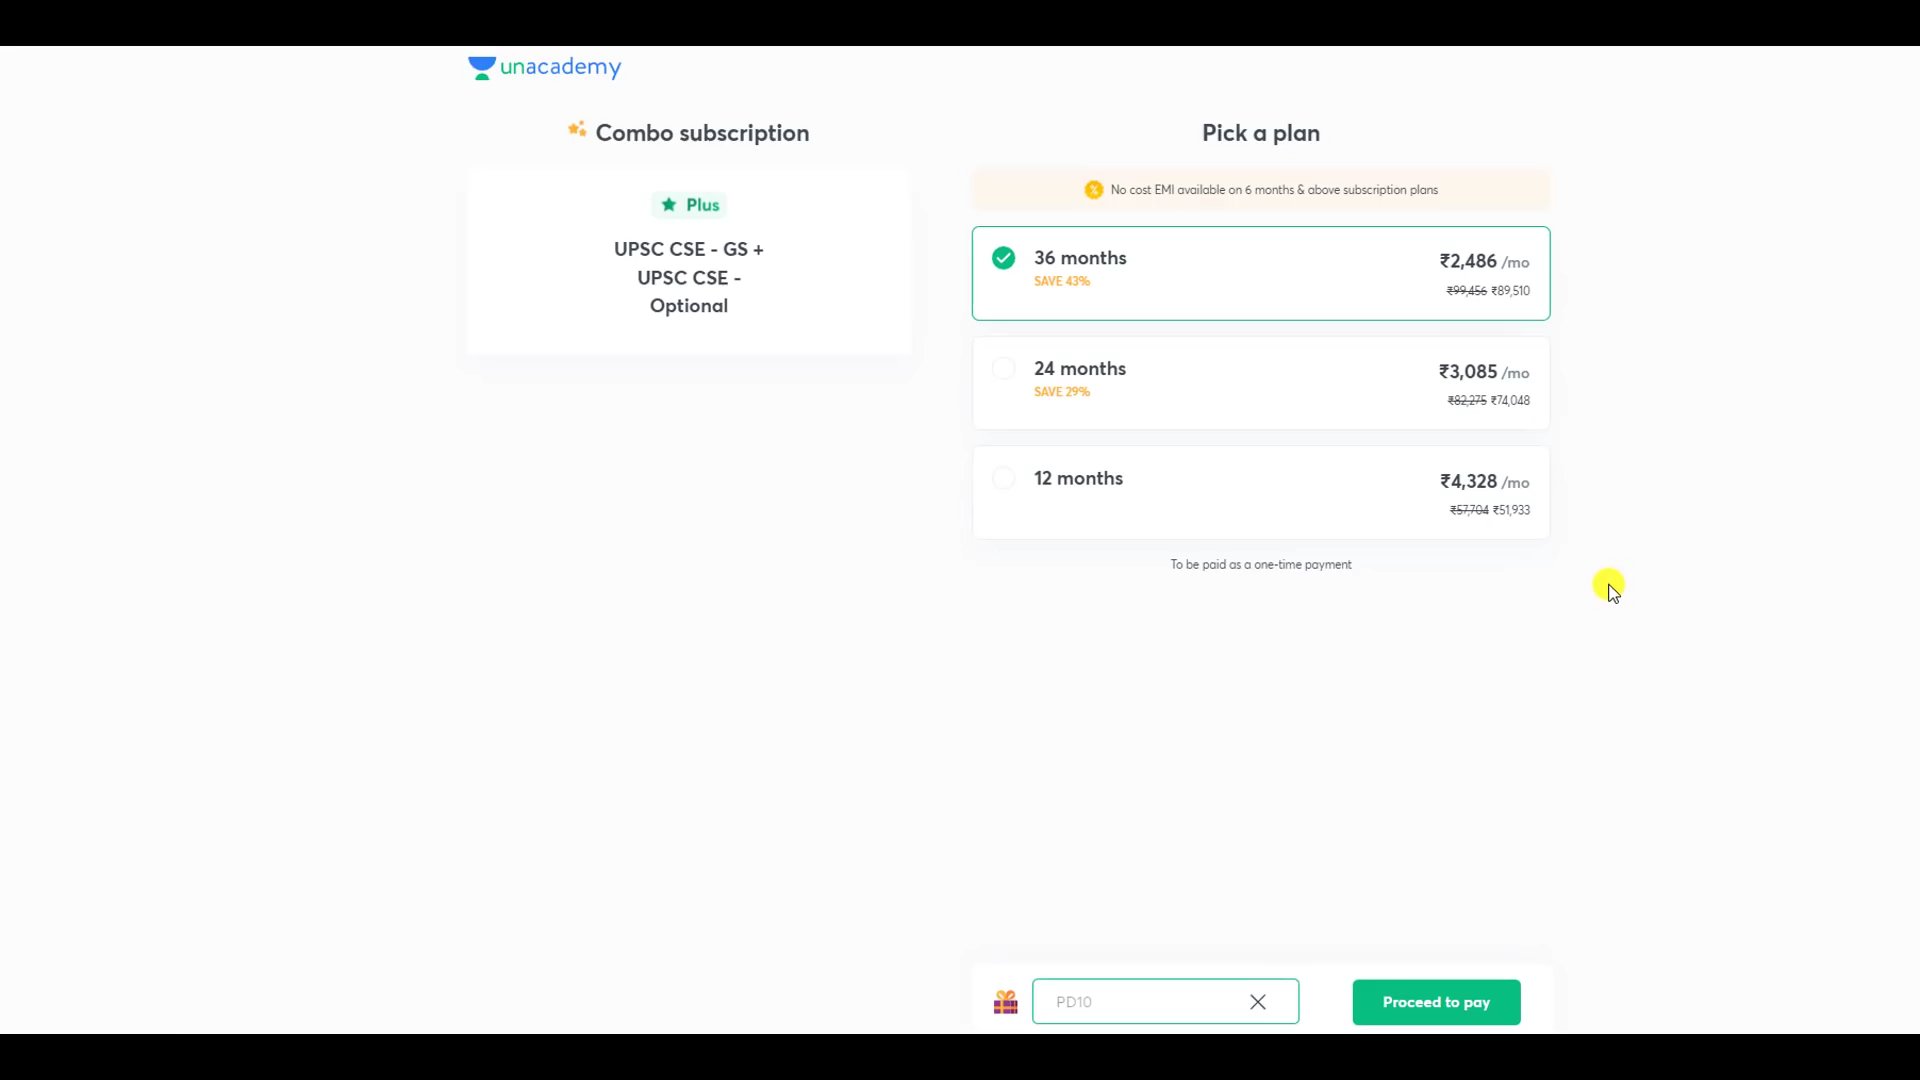 unacademy
Combo subscription
Plus
UPSC CSE - GS +
UPSC CSE -
Optional
Pick a plan
No cost EMI available on 6 months & above subscription plans
36 months
₹2,486 /mo
SAVE 43%
₹99,456 ₹89,510
24 months
₹3,085 /mo
SAVE 29%
₹82,275 ₹74,048
12 months
₹4,328 /mo
₹57,704 ₹51,933
To be paid as a one-time payment
PD10
Proceed to pay